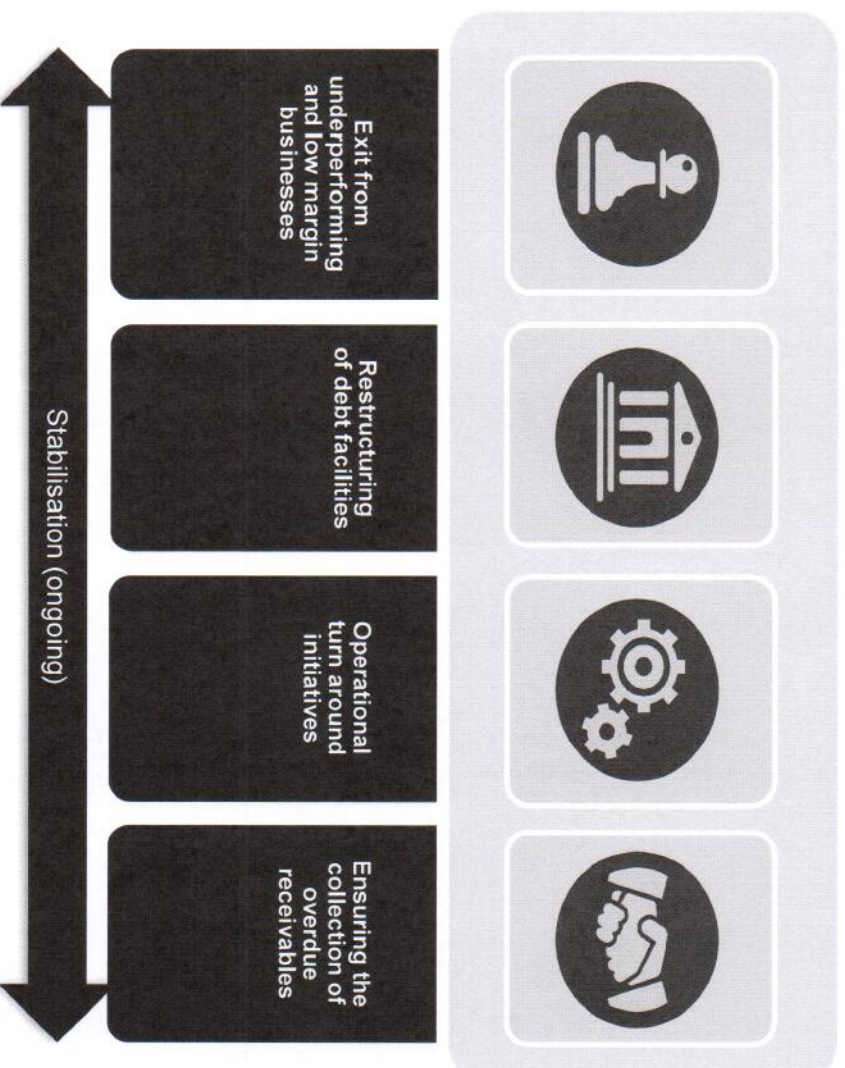 Exit from
underperforming
and low margin
businesses
Restructuring
of debt facilities
Operational
turn around
initiatives
Ensuring the
collection of
overdue
receivables
Stabilisation (ongoing)